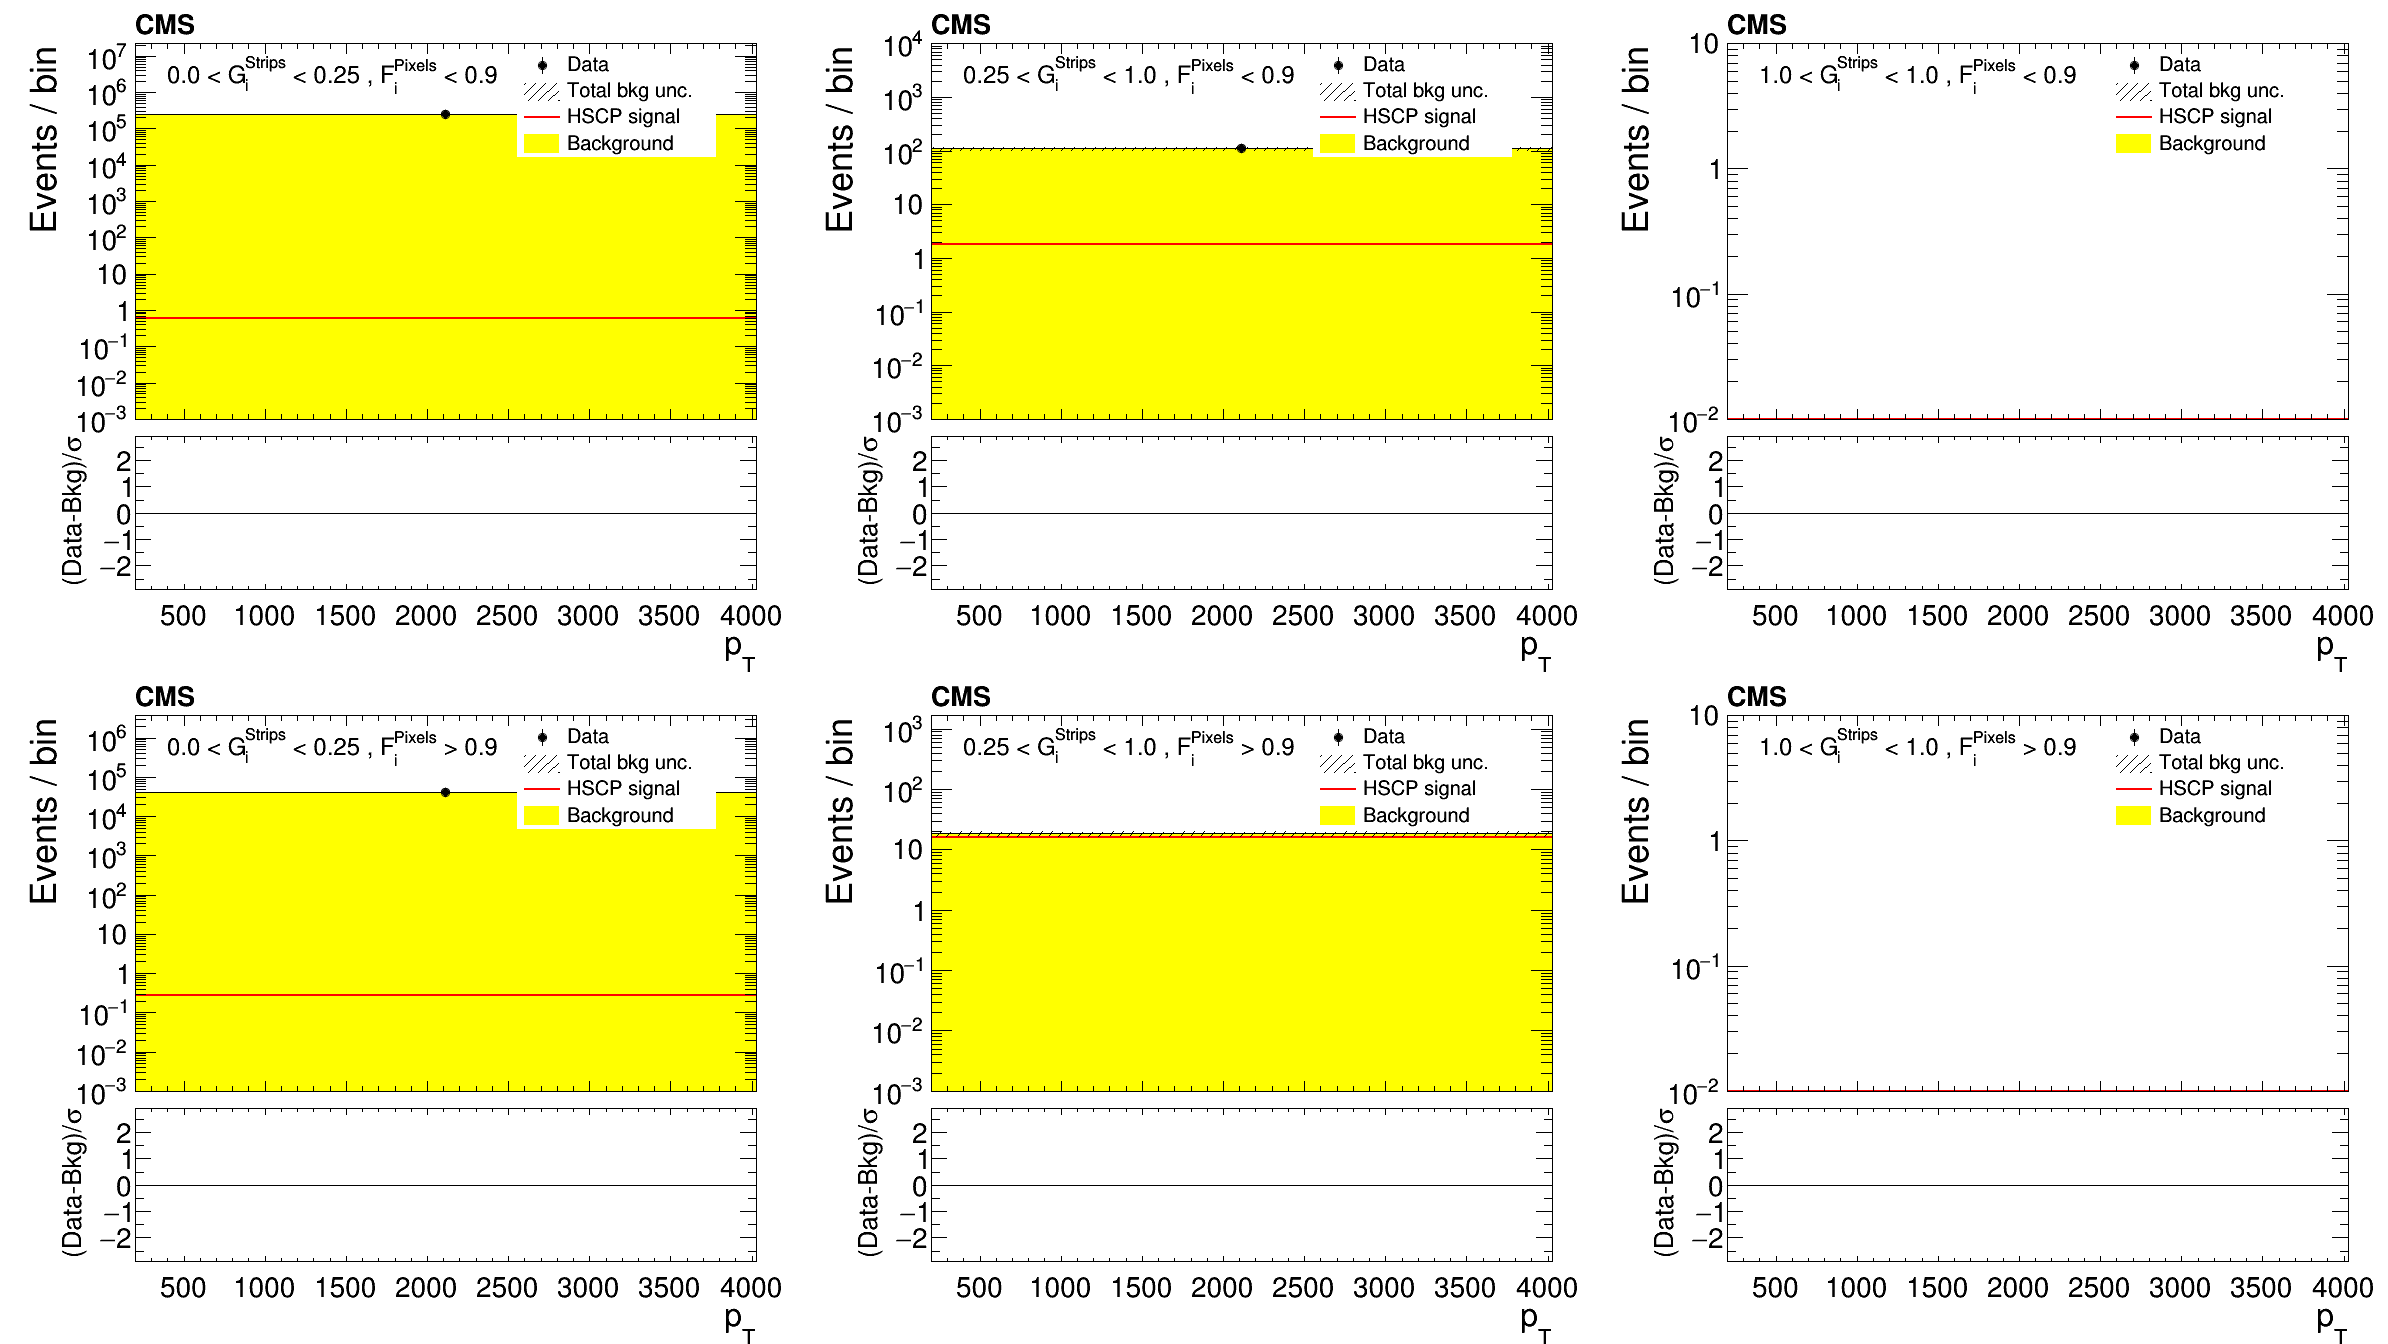 CMS
Events / bin
10^7
10^6
10^5
10^4
10^3
10^2
10
1
10^−1
10^−2
10^−3
0.0 < G_i^Strips < 0.25 , F_i^Pixels < 0.9
Data
Total bkg unc.
HSCP signal
Background
(Data-Bkg)/σ
2
1
0
−1
−2
500 1000 1500 2000 2500 3000 3500 4000
p_T
CMS
Events / bin
10^4
10^3
10^2
10
1
10^−1
10^−2
10^−3
0.25 < G_i^Strips < 1.0 , F_i^Pixels < 0.9
Data
Total bkg unc.
HSCP signal
Background
(Data-Bkg)/σ
2
1
0
−1
−2
500 1000 1500 2000 2500 3000 3500 4000
p_T
CMS
Events / bin
10
1
10^−1
10^−2
1.0 < G_i^Strips < 1.0 , F_i^Pixels < 0.9
Data
Total bkg unc.
HSCP signal
Background
(Data-Bkg)/σ
2
1
0
−1
−2
500 1000 1500 2000 2500 3000 3500 4000
p_T
CMS
Events / bin
10^6
10^5
10^4
10^3
10^2
10
1
10^−1
10^−2
10^−3
0.0 < G_i^Strips < 0.25 , F_i^Pixels > 0.9
Data
Total bkg unc.
HSCP signal
Background
(Data-Bkg)/σ
2
1
0
−1
−2
500 1000 1500 2000 2500 3000 3500 4000
p_T
CMS
Events / bin
10^3
10^2
10
1
10^−1
10^−2
10^−3
0.25 < G_i^Strips < 1.0 , F_i^Pixels > 0.9
Data
Total bkg unc.
HSCP signal
Background
(Data-Bkg)/σ
2
1
0
−1
−2
500 1000 1500 2000 2500 3000 3500 4000
p_T
CMS
Events / bin
10
1
10^−1
10^−2
1.0 < G_i^Strips < 1.0 , F_i^Pixels > 0.9
Data
Total bkg unc.
HSCP signal
Background
(Data-Bkg)/σ
2
1
0
−1
−2
500 1000 1500 2000 2500 3000 3500 4000
p_T